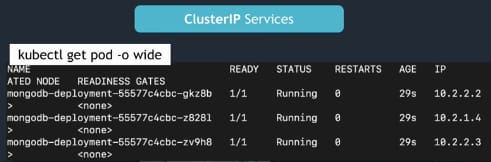 ClusterIP Services
kubectl get pod -o wide
NAME READY STATUS RESTARTS AGE IP
ATED NODE READINESS GATES
mongodb-deployment-55577c4cbc-gkz8b 1/1 Running 0 29s 10.2.2.2
> <none>
mongodb-deployment-55577c4cbc-z828l 1/1 Running 0 29s 10.2.1.4
> <none>
mongodb-deployment-55577c4cbc-zv9h8 1/1 Running 0 29s 10.2.2.3
> <none>